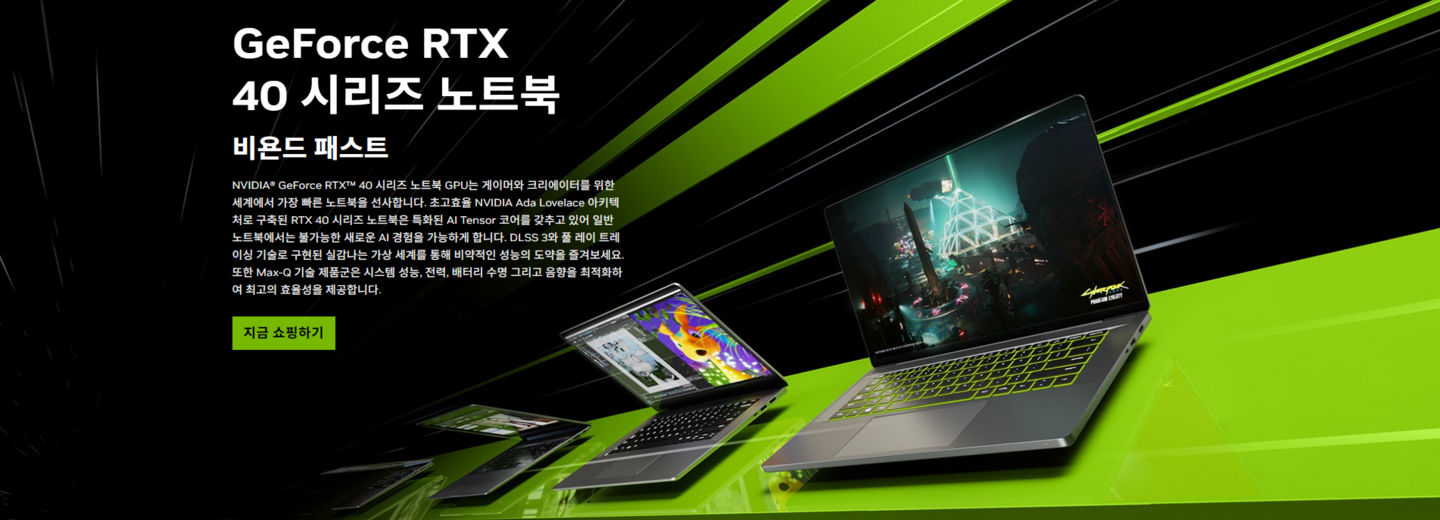 GeForce RTX
40 시리즈 노트북
비욘드 패스트
NVIDIA® GeForce RTX™ 40 시리즈 노트북 GPU는 게이머와 크리에이터를 위한
세계에서 가장 빠른 노트북을 선사합니다. 초고효율 NVIDIA Ada Lovelace 아키텍
처로 구축된 RTX 40 시리즈 노트북은 특화된 AI Tensor 코어를 갖추고 있어 일반
노트북에서는 불가능한 새로운 AI 경험을 가능하게 합니다. DLSS 3와 풀 레이 트레
이싱 기술로 구현된 실감나는 가상 세계를 통해 비약적인 성능의 도약을 즐겨보세요.
또한 Max-Q 기술 제품군은 시스템 성능, 전력, 배터리 수명 그리고 음향을 최적화하
여 최고의 효율성을 제공합니다.
지금 쇼핑하기
Cyberpunk
PHANTOM LIBERTY